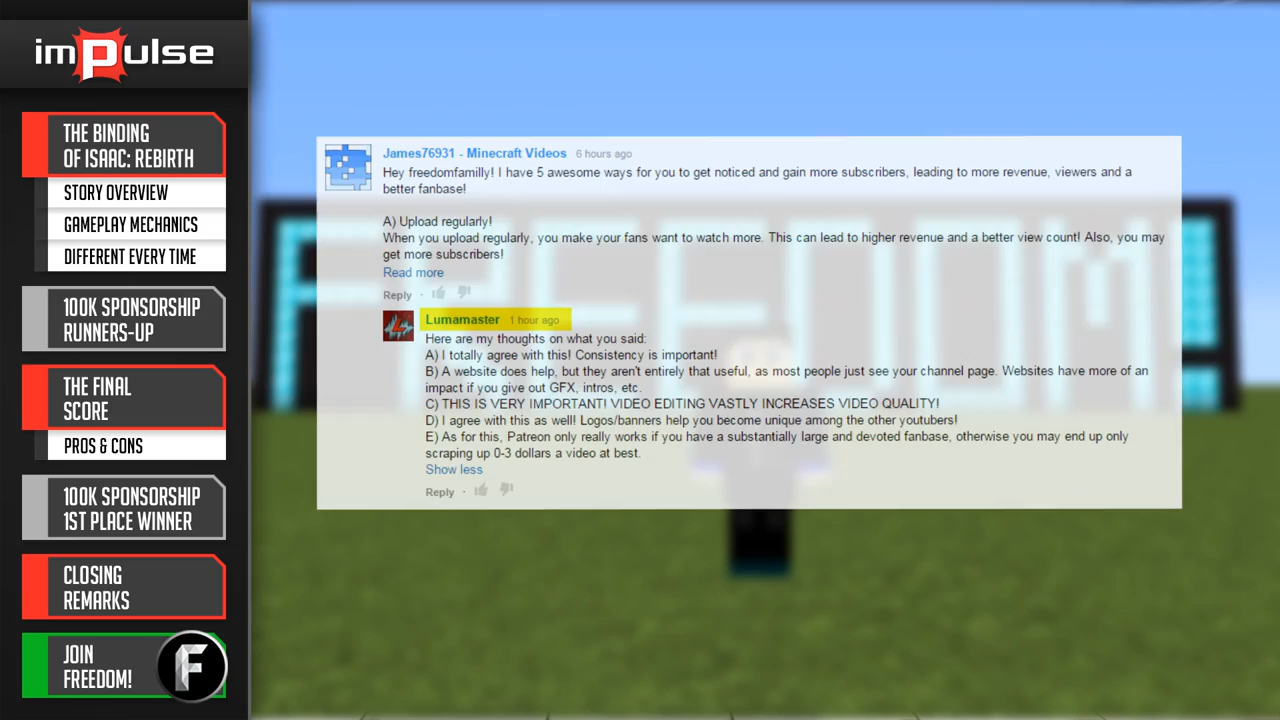 imPulse
THE BINDING
OF ISAAC: REBIRTH
STORY OVERVIEW
GAMEPLAY MECHANICS
DIFFERENT EVERY TIME
100K SPONSORSHIP
RUNNERS-UP
THE FINAL
SCORE
PROS & CONS
100K SPONSORSHIP
1ST PLACE WINNER
CLOSING
REMARKS
JOIN
FREEDOM!
F
FREEDOM!
James76931 - Minecraft Videos 6 hours ago
Hey freedomfamilly! I have 5 awesome ways for you to get noticed and gain more subscribers, leading to more revenue, viewers and a
better fanbase!
A) Upload regularly!
When you upload regularly, you make your fans want to watch more. This can lead to higher revenue and a better view count! Also, you may
get more subscribers!
Read more
Reply ·
Lumamaster 1 hour ago
Here are my thoughts on what you said:
A) I totally agree with this! Consistency is important!
B) A website does help, but they aren't entirely that useful, as most people just see your channel page. Websites have more of an
impact if you give out GFX, intros, etc.
C) THIS IS VERY IMPORTANT! VIDEO EDITING VASTLY INCREASES VIDEO QUALITY!
D) I agree with this as well! Logos/banners help you become unique among the other youtubers!
E) As for this, Patreon only really works if you have a substantially large and devoted fanbase, otherwise you may end up only
scraping up 0-3 dollars a video at best.
Show less
Reply ·